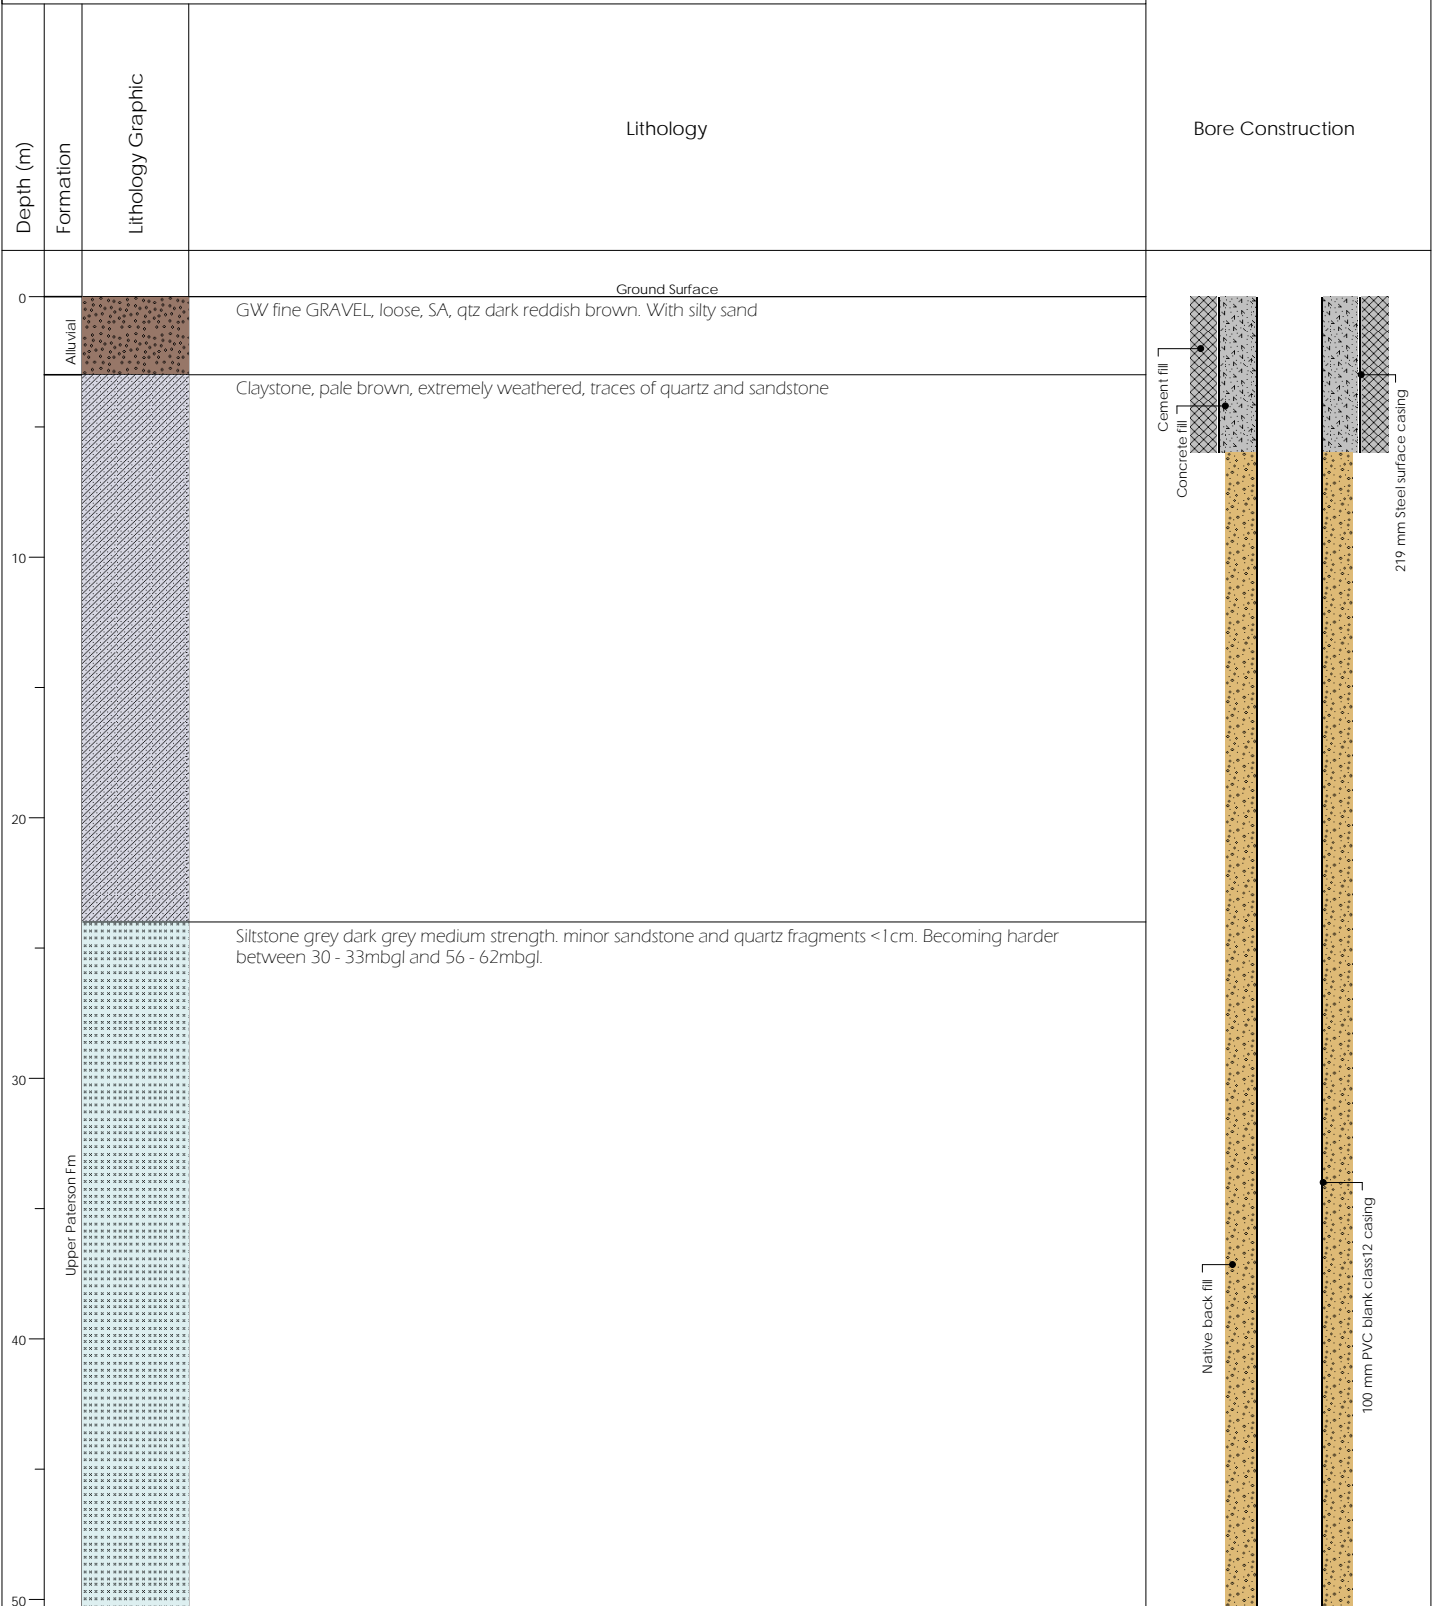 Depth (m)
Formation
Lithology Graphic
Lithology
Bore Construction
Ground Surface
0
Alluvial
GW fine GRAVEL, loose, SA, qtz dark reddish brown. With silty sand
Claystone, pale brown, extremely weathered, traces of quartz and sandstone
Cement fill
Concrete fill
219 mm Steel surface casing
10
20
Siltstone grey dark grey medium strength. minor sandstone and quartz fragments <1cm. Becoming harder
between 30 - 33mbgl and 56 - 62mbgl.
30
Upper Paterson Fm
Native back fill
100 mm PVC blank class12 casing
40
50